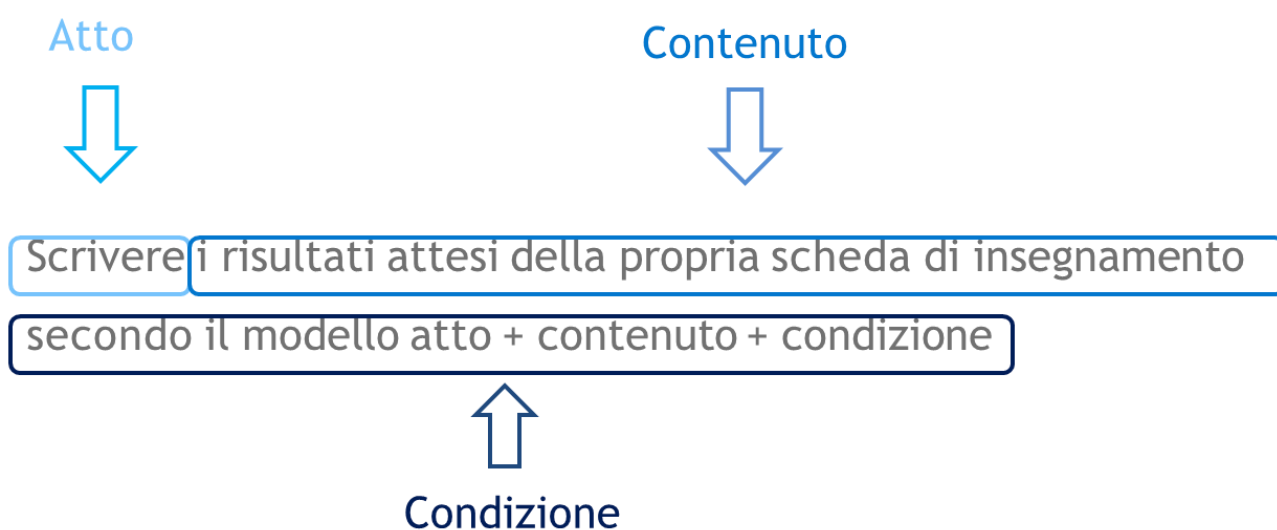 Atto
Contenuto
Scrivere i risultati attesi della propria scheda di insegnamento
secondo il modello atto + contenuto + condizione
Condizione